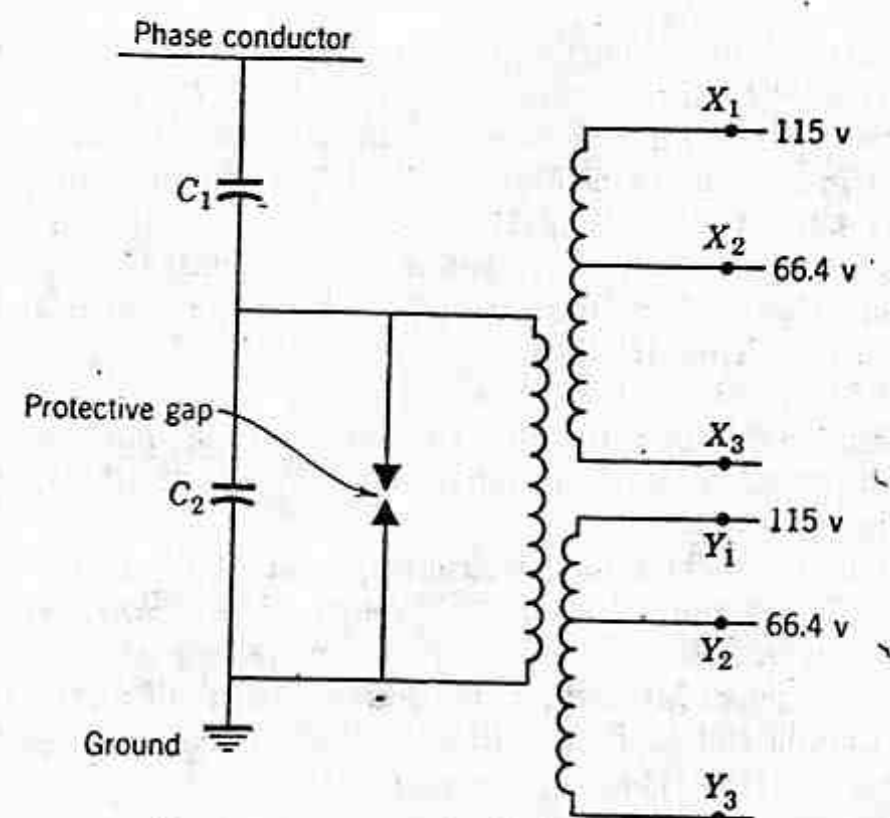 Phase conductor
X₁
115 v
C₁
X₂
66.4 v
Protective gap
X₃
C₂
115 v
Y₁
66.4 v
Y₂
Ground
Y₃